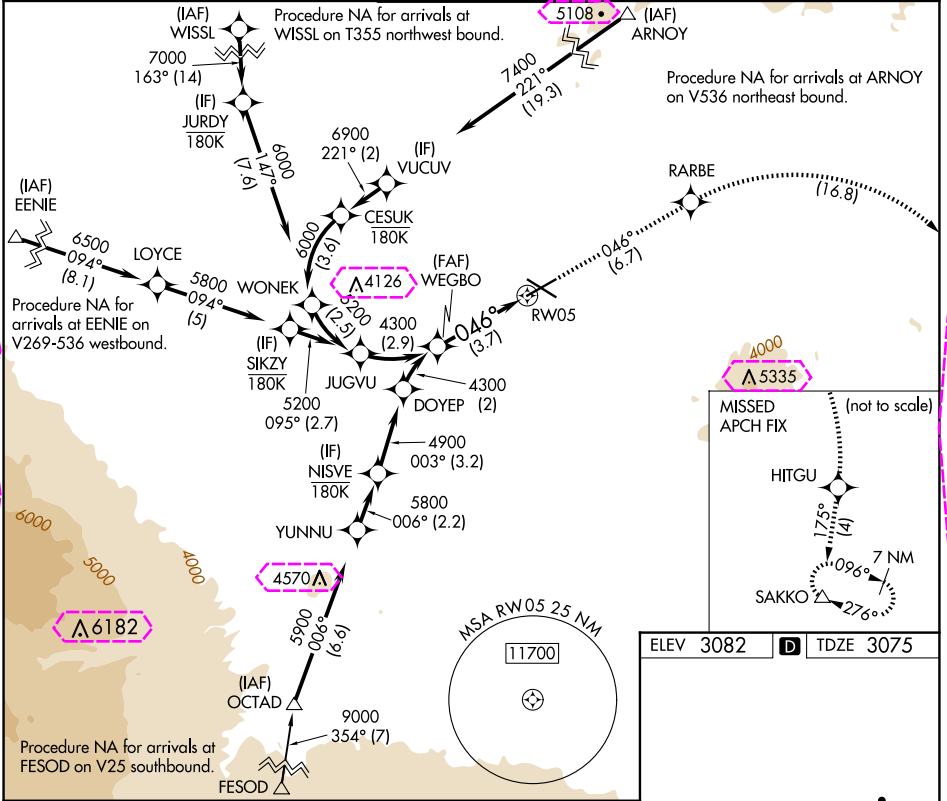 (IAF)
WISSL
Procedure NA for arrivals at
WISSL on T355 northwest bound.
5108
(IAF)
ARNOY
7000
163° (14)
7400
221°
(19.3)
Procedure NA for arrivals at ARNOY
on V536 northeast bound.
(IF)
JURDY
180K
6000
147°
(7.6)
6900
221° (2)
(IF)
VUCUV
CESUK
180K
6000
(3.6)
RARBE
(16.8)
046°
(6.7)
(IAF)
EENIE
6500
094°
(8.1)
LOYCE
5800
094°
(5)
Procedure NA for
arrivals at EENIE on
V269-536 westbound.
WONEK
4126
(FAF)
WEGBO
5200
(2.5)
4300
(2.9)
046°
(3.7)
RW05
(IF)
SIKZY
180K
JUGVU
5200
095° (2.7)
4300
(2)
DOYEP
4900
003° (3.2)
(IF)
NISVE
180K
5800
006° (2.2)
YUNNU
4000
5335
MISSED
APCH FIX
(not to scale)
HITGU
175°
(4)
7 NM
096°
SAKKO
276°
6000
5000
4000
4570
6182
5900
006°
(6.6)
(IAF)
OCTAD
9000
354° (7)
Procedure NA for arrivals at
FESOD on V25 southbound.
FESOD
MSA RW05 25 NM
11700
ELEV 3082
D
TDZE 3075